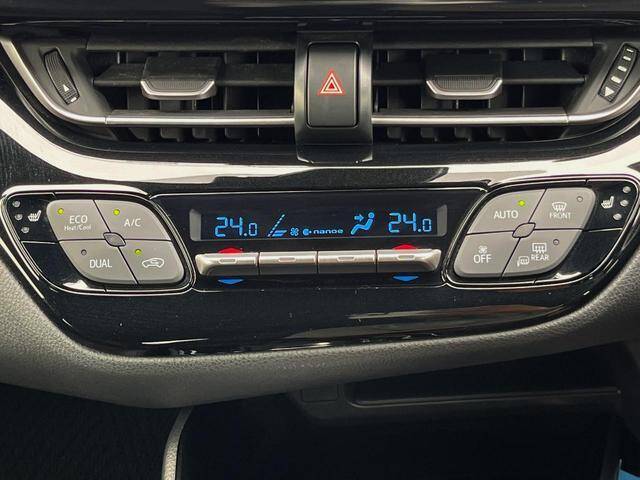 24.0 nanoe 24.0
ECO
Heat/Cool
A/C
DUAL
AUTO
FRONT
OFF
REAR